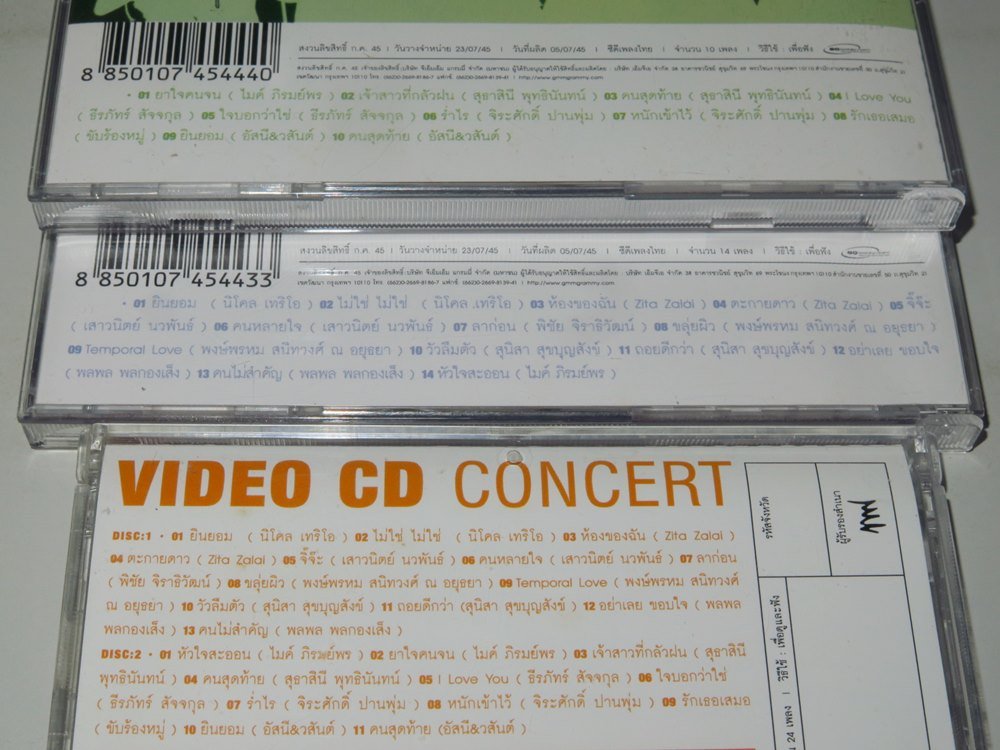 8 850107 454440
สงวนลิขสิทธิ์ ก.ค. 45 | วันวางจำหน่าย 23/07/45 | วันที่ผลิต 05/07/45 | ซีดีเพลงไทย | จำนวน 10 เพลง | วิธีใช้ : เพื่อฟัง
• 01 ยาใจคนจน ( ไมค์ ภิรมย์พร ) 02 เจ้าสาวที่กลัวฝน ( สุธาสินี พุทธินันทน์ ) 03 คนสุดท้าย ( สุธาสินี พุทธินันทน์ ) 04 I Love You
( ธีรภัทร์ สัจจกุล ) 05 ใจบอกว่าใช่ ( ธีรภัทร์ สัจจกุล ) 06 ร่ำไร ( จิระศักดิ์ ปานพุ่ม ) 07 หนักเข้าไว้ ( จิระศักดิ์ ปานพุ่ม ) 08 รักเธอเสมอ
( ขับร้องหมู่ ) 09 ยินยอม ( อัสนี&วสันต์ ) 10 คนสุดท้าย ( อัสนี&วสันต์ )
8 850107 454433
สงวนลิขสิทธิ์ ก.ค. 45 | วันวางจำหน่าย 23/07/45 | วันที่ผลิต 05/07/45 | ซีดีเพลงไทย | จำนวน 14 เพลง | วิธีใช้ : เพื่อฟัง
• 01 ยินยอม ( นิโคล เทริโอ ) 02 ไม่ใช่ ไม่ใช่ ( นิโคล เทริโอ ) 03 ห้องของฉัน ( Zita Zalai ) 04 ตะกายดาว ( Zita Zalai ) 05 จี๊จ๊ะ
( เสาวนิตย์ นวพันธ์ ) 06 คนหลายใจ ( เสาวนิตย์ นวพันธ์ ) 07 ลาก่อน ( พิชัย จิราธิวัฒน์ ) 08 ขลุ่ยผิว ( พงษ์พรหม สนิทวงศ์ ณ อยุธยา )
09 Temporal Love ( พงษ์พรหม สนิทวงศ์ ณ อยุธยา ) 10 วัวลืมตัว ( สุนิสา สุขบุญสังข์ ) 11 ถอยดีกว่า ( สุนิสา สุขบุญสังข์ ) 12 อย่าเลย ขอบใจ
( พลพล พลกองเส็ง ) 13 คนไม่สำคัญ ( พลพล พลกองเส็ง ) 14 หัวใจสะออน ( ไมค์ ภิรมย์พร )
VIDEO CD CONCERT
DISC:1 • 01 ยินยอม ( นิโคล เทริโอ ) 02 ไม่ใช่ ไม่ใช่ ( นิโคล เทริโอ ) 03 ห้องของฉัน ( Zita Zalai )
04 ตะกายดาว ( Zita Zalai ) 05 จี๊จ๊ะ ( เสาวนิตย์ นวพันธ์ ) 06 คนหลายใจ ( เสาวนิตย์ นวพันธ์ ) 07 ลาก่อน
( พิชัย จิราธิวัฒน์ ) 08 ขลุ่ยผิว ( พงษ์พรหม สนิทวงศ์ ณ อยุธยา ) 09 Temporal Love ( พงษ์พรหม สนิทวงศ์
ณ อยุธยา ) 10 วัวลืมตัว ( สุนิสา สุขบุญสังข์ ) 11 ถอยดีกว่า (สุนิสา สุขบุญสังข์ ) 12 อย่าเลย ขอบใจ ( พลพล
พลกองเส็ง ) 13 คนไม่สำคัญ ( พลพล พลกองเส็ง )
DISC:2 • 01 หัวใจสะออน ( ไมค์ ภิรมย์พร ) 02 ยาใจคนจน ( ไมค์ ภิรมย์พร ) 03 เจ้าสาวที่กลัวฝน ( สุธาสินี
พุทธินันทน์ ) 04 คนสุดท้าย ( สุธาสินี พุทธินันทน์ ) 05 I Love You ( ธีรภัทร์ สัจจกุล ) 06 ใจบอกว่าใช่
( ธีรภัทร์ สัจจกุล ) 07 ร่ำไร ( จิระศักดิ์ ปานพุ่ม ) 08 หนักเข้าไว้ ( จิระศักดิ์ ปานพุ่ม ) 09 รักเธอเสมอ
( ขับร้องหมู่ ) 10 ยินยอม ( อัสนี&วสันต์ ) 11 คนสุดท้าย (อัสนี&วสันต์ )
รหัสจังหวัด
ผู้รับรองสำเนา
24 เพลง | วิธีใช้ : เพื่อดูและฟัง